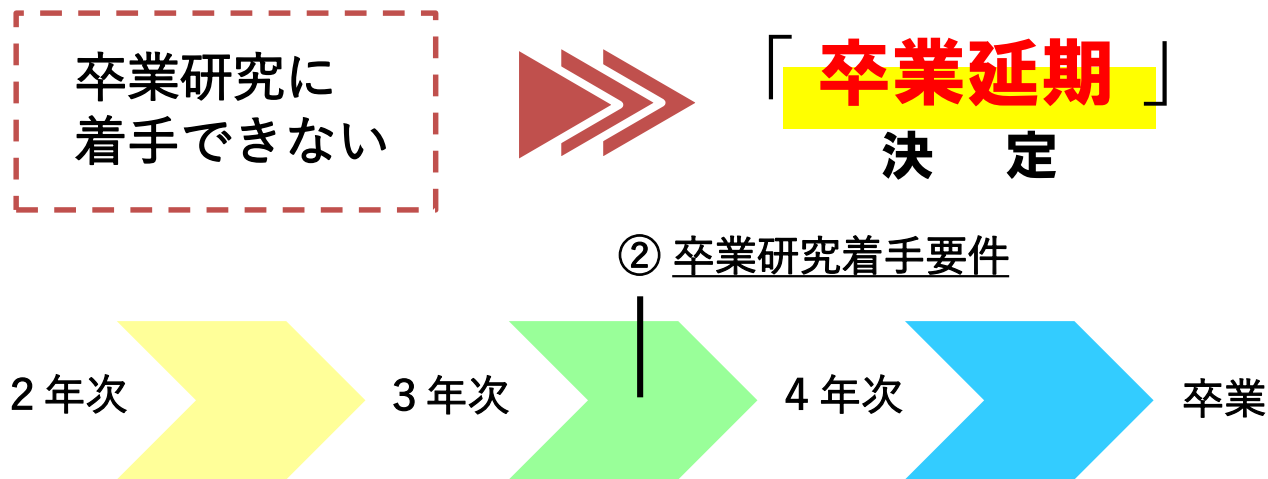 卒業研究に
着手できない
「卒業延期」
決 定
② 卒業研究着手要件
2年次 3年次 4年次 卒業